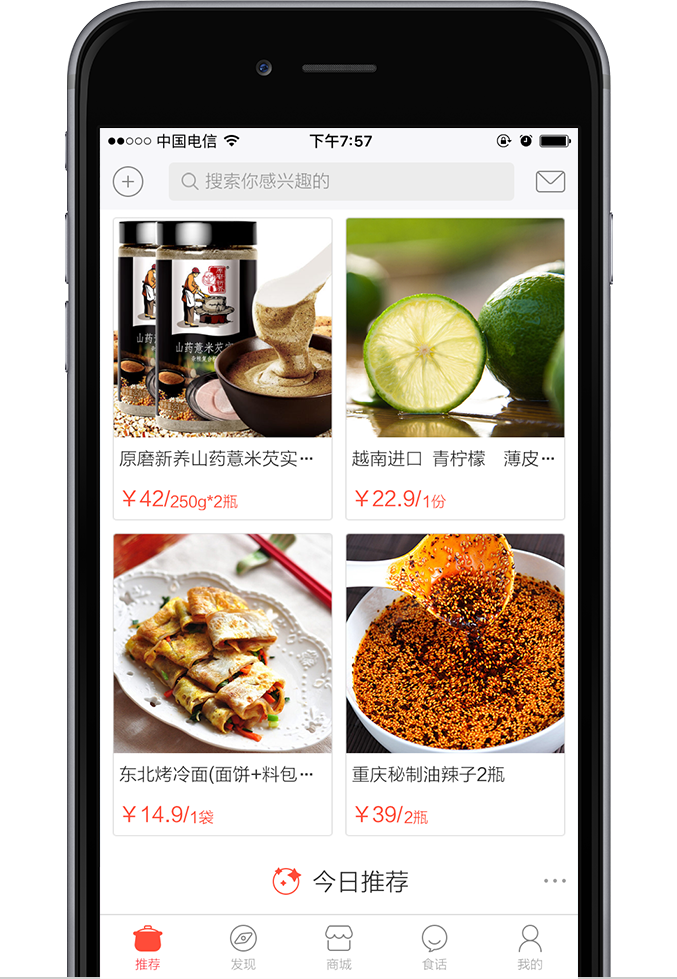 中国电信
下午7:57
搜索你感兴趣的
山药薏米芡实
原磨新养山药薏米芡实···
¥42/250g*2瓶
越南进口 青柠檬 薄皮···
¥22.9/1份
东北烤冷面(面饼+料包···
¥14.9/1袋
重庆秘制油辣子2瓶
¥39/2瓶
今日推荐
推荐
发现
商城
食话
我的